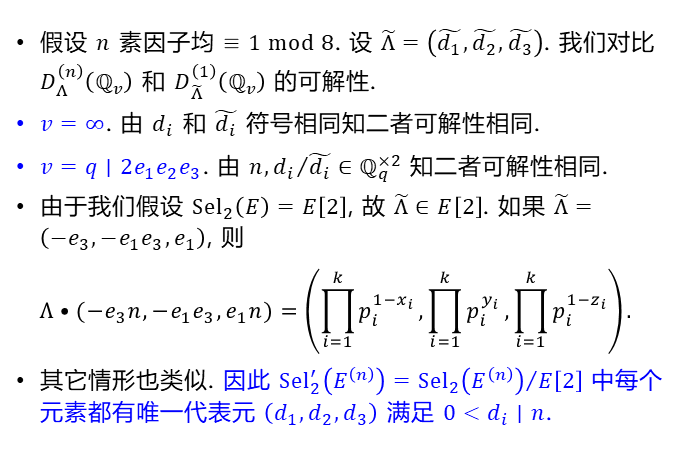 • 假设 n 素因子均 ≡ 1 mod 8. 设 Λ̃ = (d̃₁, d̃₂, d̃₃). 我们对比
D_Λ^(n)(ℚ_v) 和 D_Λ̃^(1)(ℚ_v) 的可解性.
• v = ∞. 由 d_i 和 d̃_i 符号相同知二者可解性相同.
• v = q ∣ 2e₁e₂e₃. 由 n, d_i/d̃_i ∈ ℚ_q^×2 知二者可解性相同.
• 由于我们假设 Sel₂(E) = E[2], 故 Λ̃ ∈ E[2]. 如果 Λ̃ =
(−e₃, −e₁e₃, e₁), 则
Λ • (−e₃n, −e₁e₃, e₁n) = (∏_{i=1}^k p_i^{1−x_i}, ∏_{i=1}^k p_i^{y_i}, ∏_{i=1}^k p_i^{1−z_i}).
• 其它情形也类似. 因此 Sel₂′(E^(n)) = Sel₂(E^(n))/E[2] 中每个
元素都有唯一代表元 (d₁, d₂, d₃) 满足 0 < d_i ∣ n.